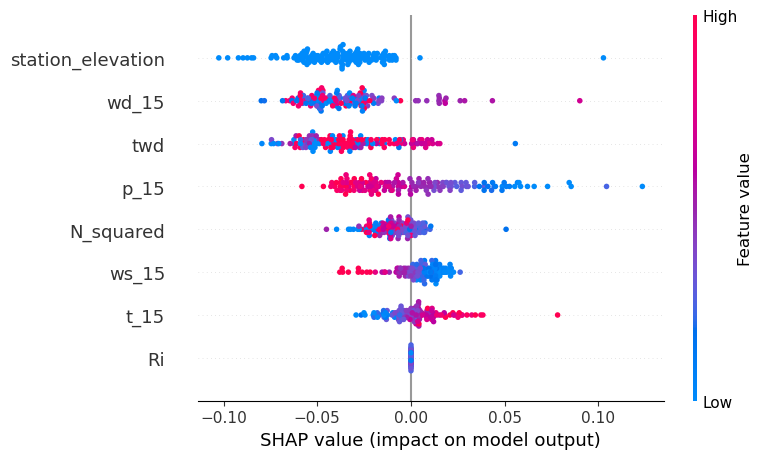 High
station_elevation
wd_15
twd
p_15
N_squared
ws_15
t_15
Ri
Feature value
Low
−0.10 −0.05 0.00 0.05 0.10
SHAP value (impact on model output)